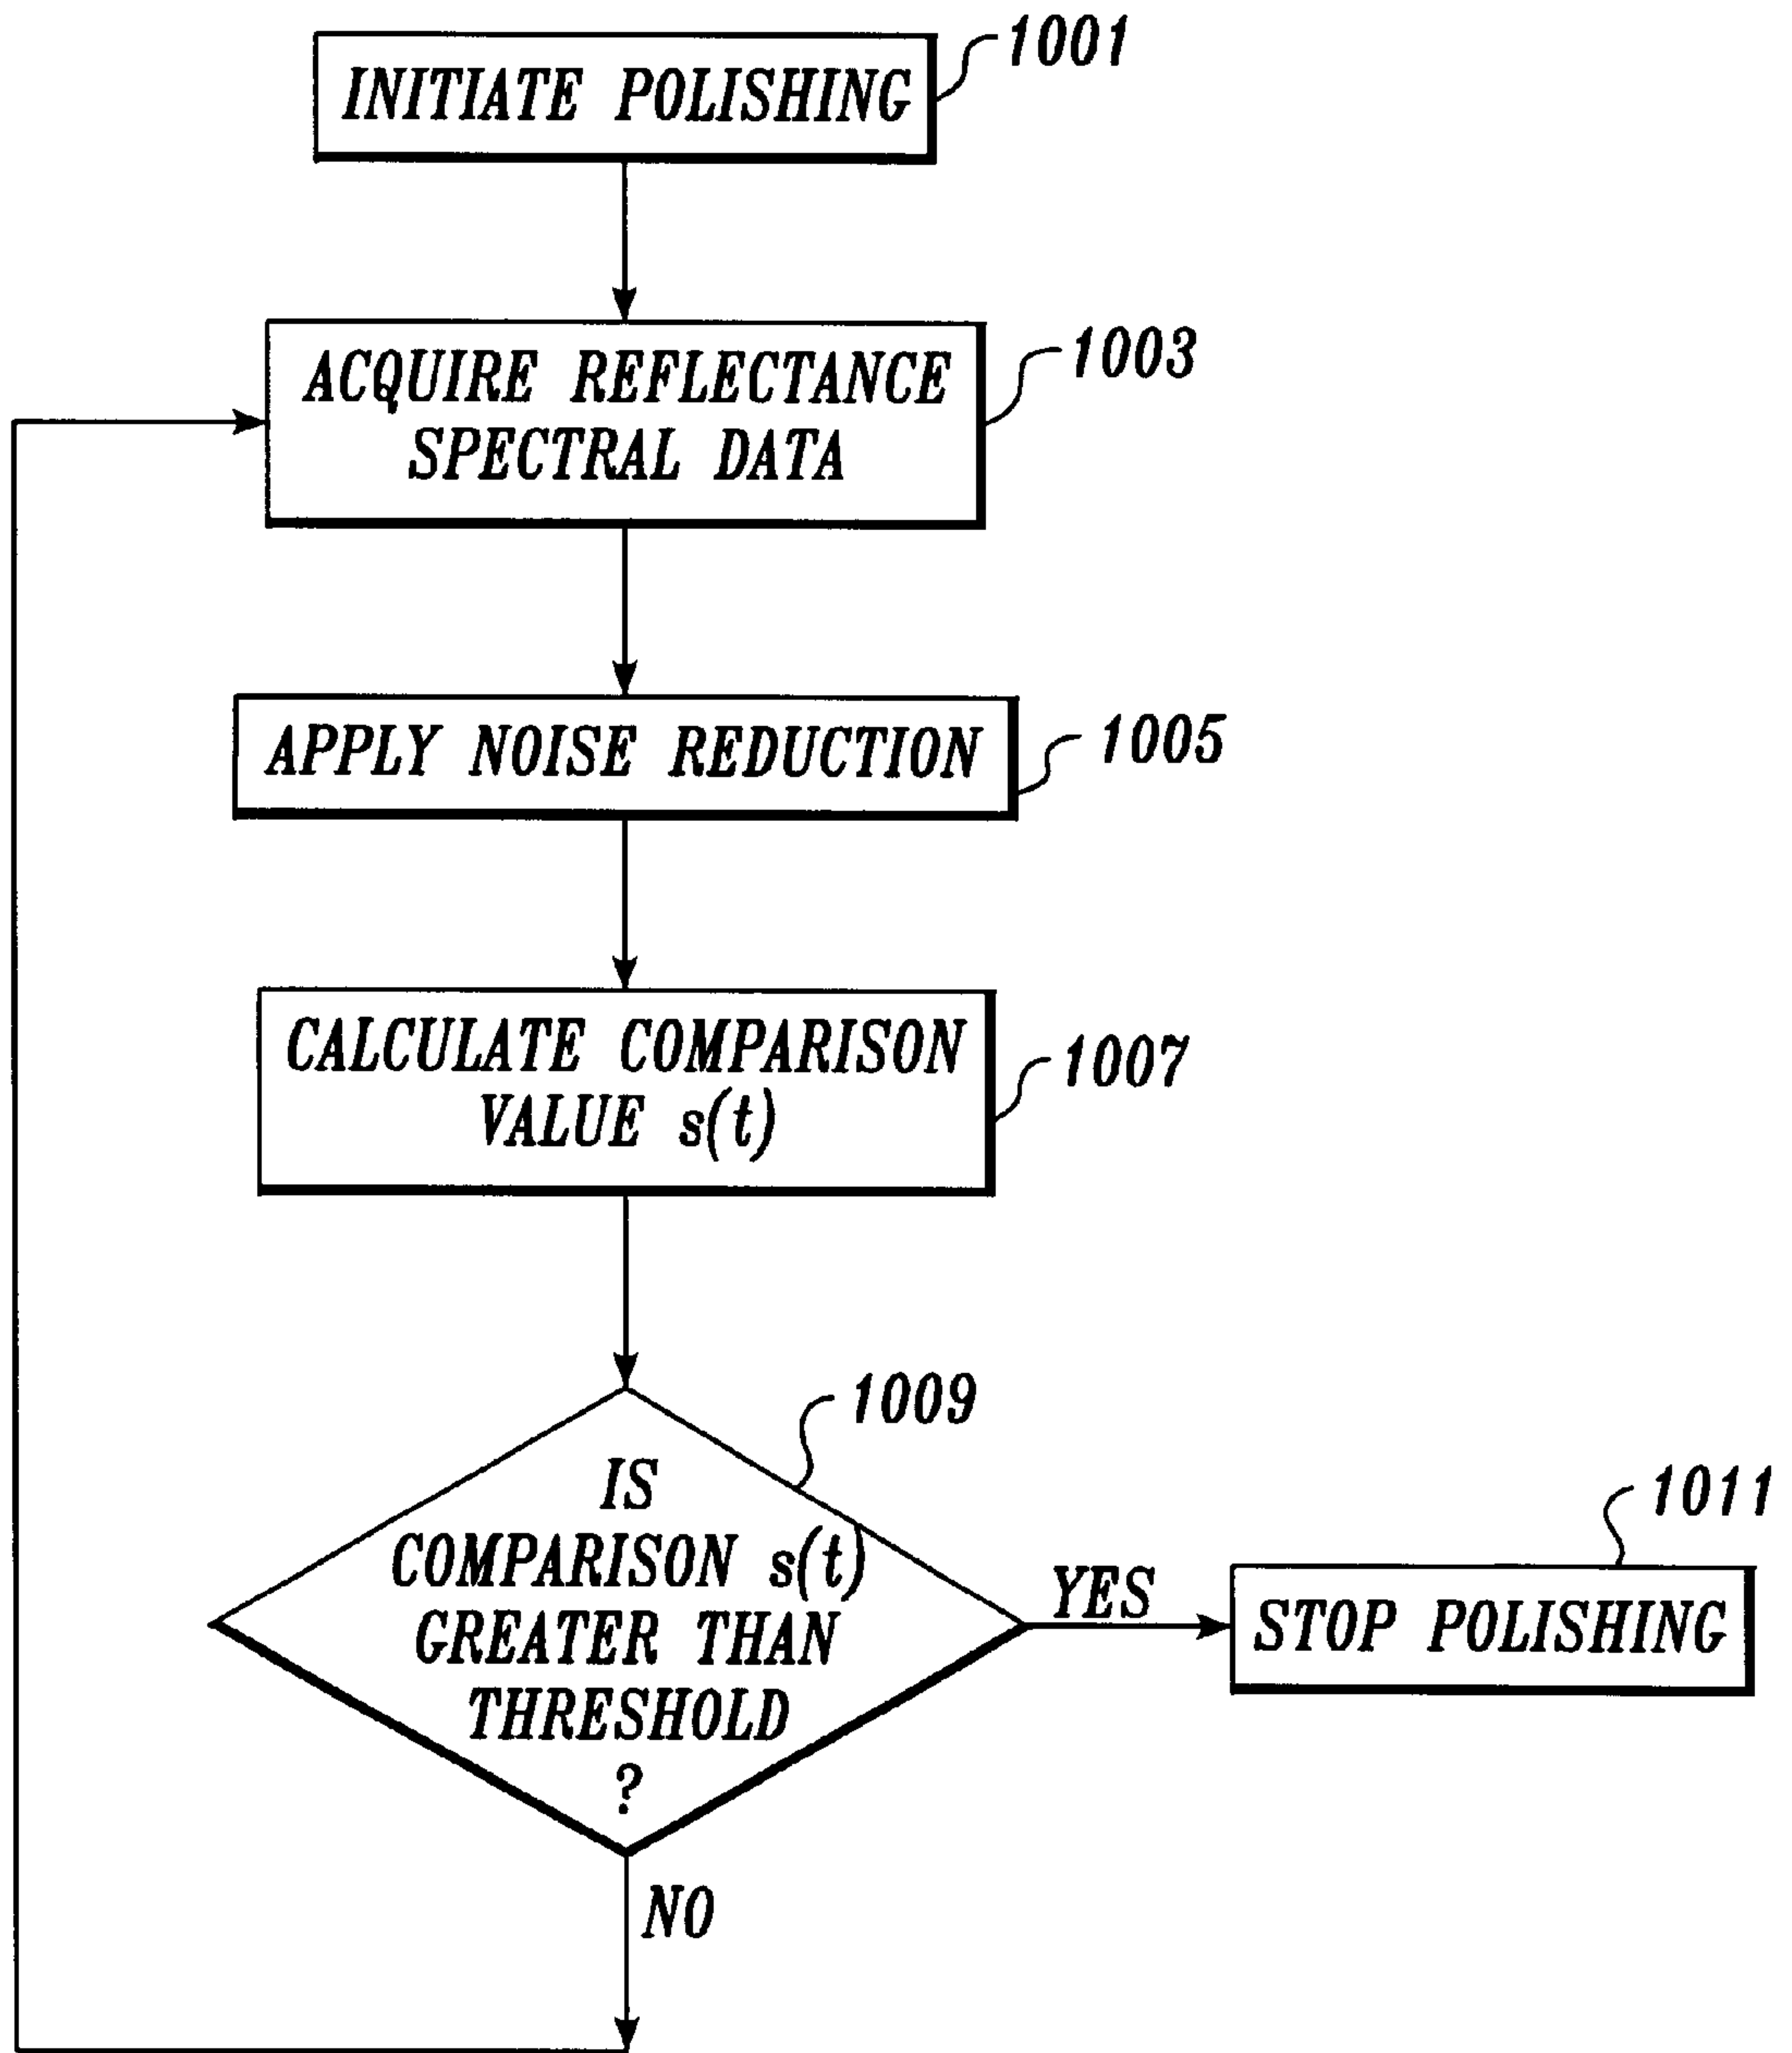 INITIATE POLISHING
1001
ACQUIRE REFLECTANCE
SPECTRAL DATA
1003
APPLY NOISE REDUCTION
1005
CALCULATE COMPARISON
VALUE s(t)
1007
1009
IS
COMPARISON s(t)
GREATER THAN
THRESHOLD
?
YES
1011
STOP POLISHING
NO